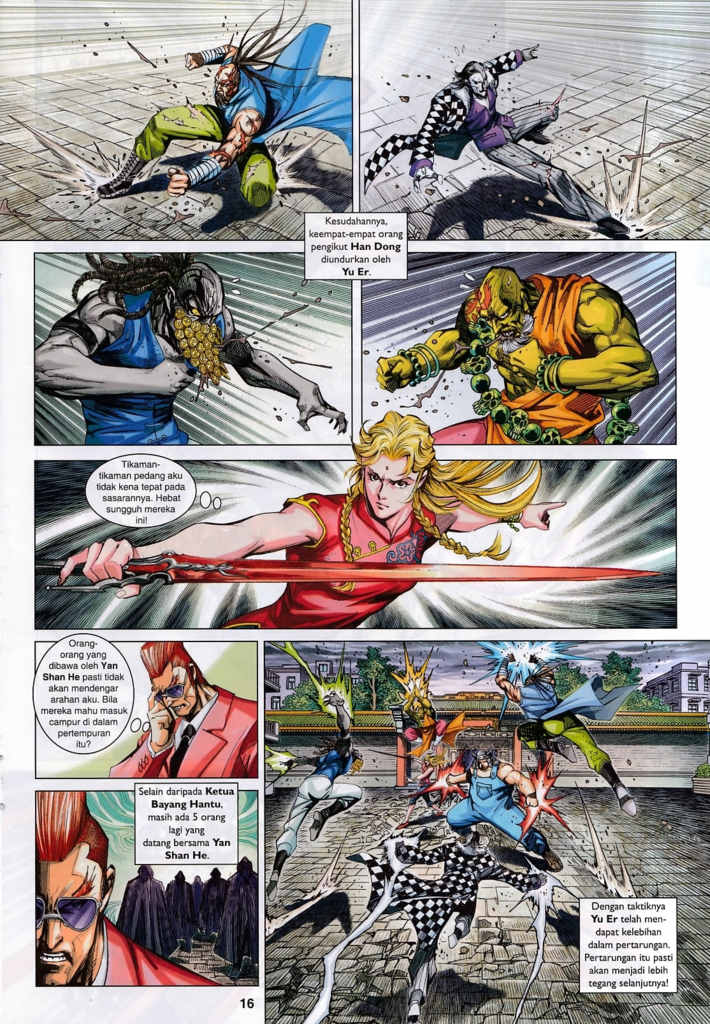 Kesudahannya,
keempat-empat orang
pengikut Han Dong
diundurkan oleh
Yu Er.
Tikaman-
tikaman pedang aku
tidak kena tepat pada
sasarannya. Hebat
sungguh mereka
ini!
Orang-
orang yang
dibawa oleh Yan
Shan He pasti tidak
akan mendengar
arahan aku. Bila
mereka mahu masuk
campur di dalam
pertempuran
itu?
Selain daripada Ketua
Bayang Hantu,
masih ada 5 orang
lagi yang
datang bersama Yan
Shan He.
Dengan taktiknya
Yu Er telah men-
dapat kelebihan
dalam pertarungan.
Pertarungan itu pasti
akan menjadi lebih
tegang selanjutnya!
16